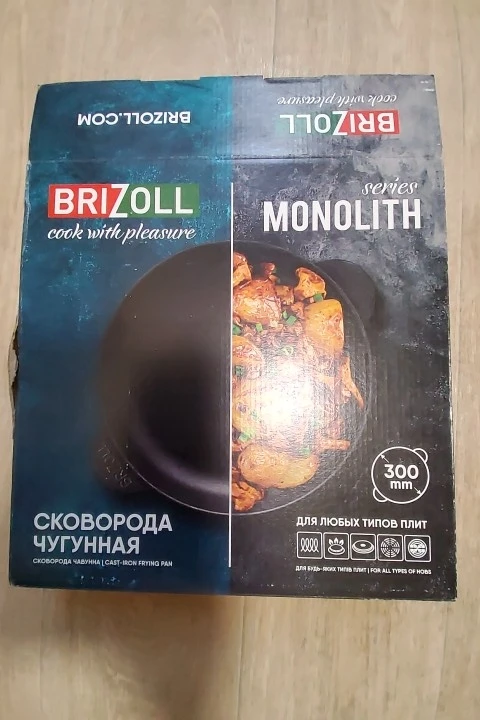 BRIZOLL.COM
cook with pleasure
BRIZOLL
BRIZOLL
cook with pleasure
series
MONOLITH
300
mm
СКОВОРОДА
ЧУГУННАЯ
СКОВОРОДА ЧАВУННА | CAST-IRON FRYING PAN
ДЛЯ ЛЮБЫХ ТИПОВ ПЛИТ
ДЛЯ БУДЬ-ЯКИХ ТИПІВ ПЛИТ | FOR ALL TYPES OF HOBS